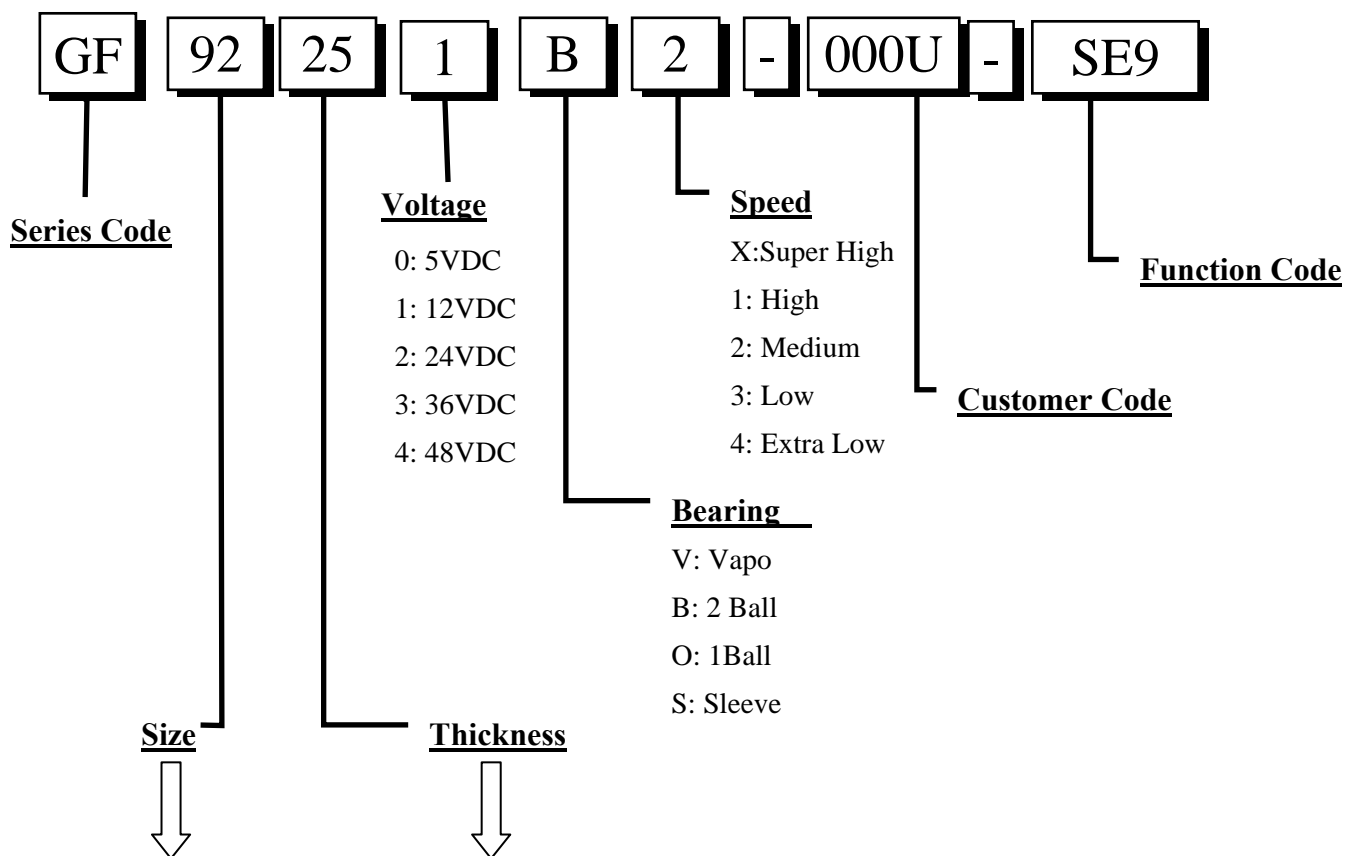 GF 92 25 1 B 2 - 000U - SE9
Series Code
Voltage
0: 5VDC
1: 12VDC
2: 24VDC
3: 36VDC
4: 48VDC
Speed
X:Super High
1: High
2: Medium
3: Low
4: Extra Low
Function Code
Customer Code
Bearing
V: Vapo
B: 2 Ball
O: 1Ball
S: Sleeve
Size
Thickness